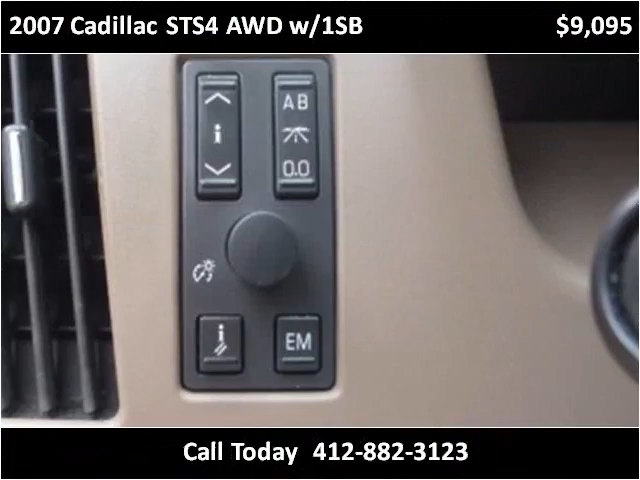 2007 Cadillac STS4 AWD w/1SB $9,095
i AB
0.0
i EM
Call Today 412-882-3123